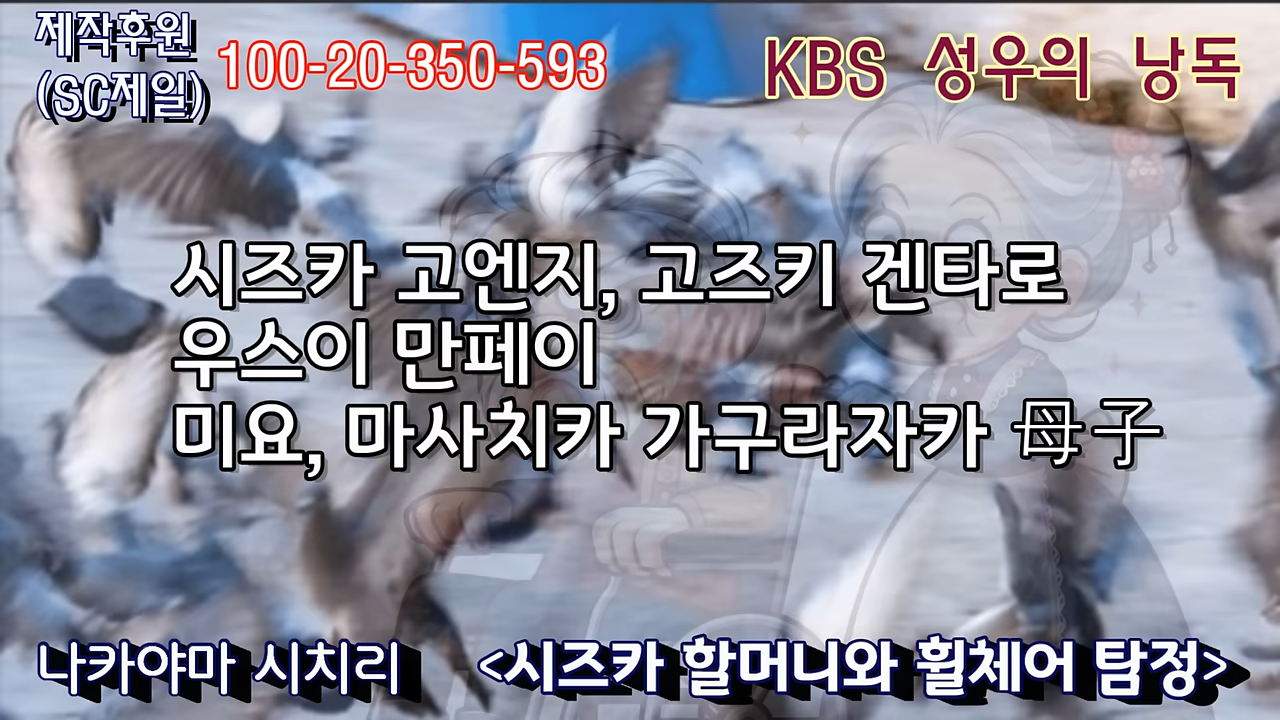 제작후원
(SC제일)
100-20-350-593
KBS 성우의 낭독
시즈카 고엔지, 고즈키 겐타로
우스이 만페이
미요, 마사치카 가구라자카 母子
나카야마 시치리
<시즈카 할머니와 휠체어 탐정>